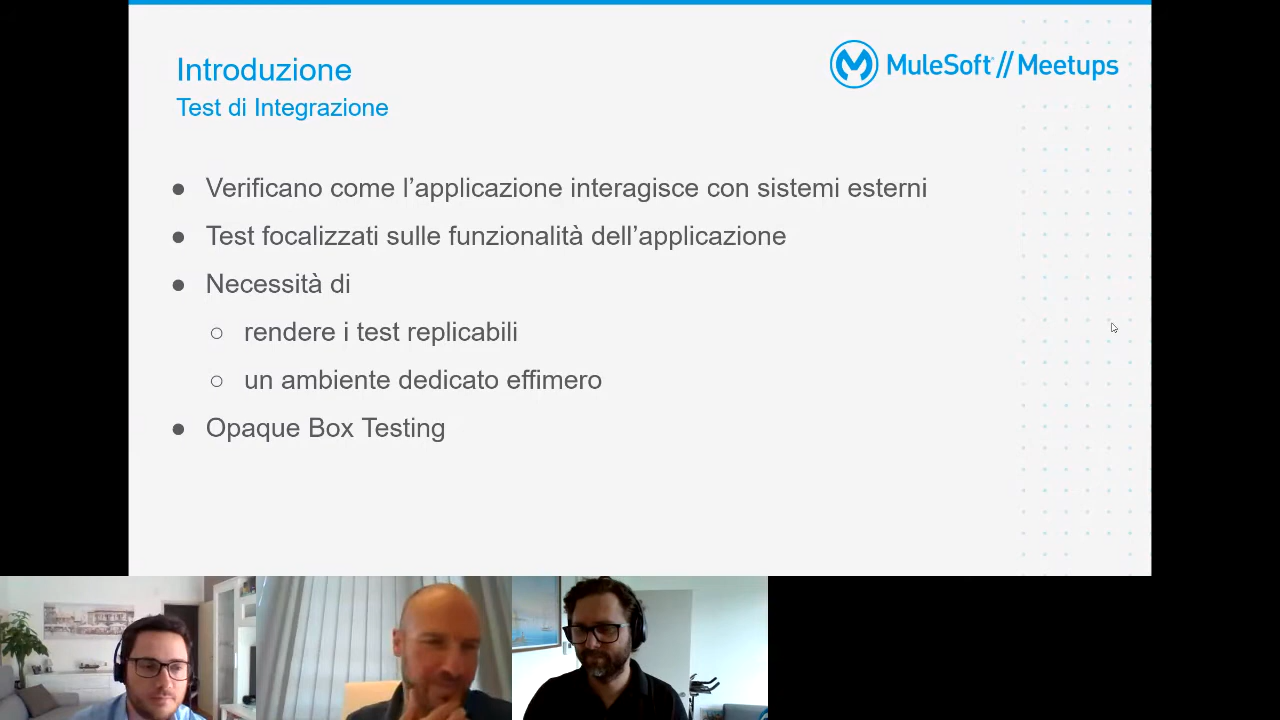 Introduzione
MuleSoft // Meetups
Test di Integrazione
● Verificano come l’applicazione interagisce con sistemi esterni
● Test focalizzati sulle funzionalità dell’applicazione
● Necessità di
○ rendere i test replicabili
○ un ambiente dedicato effimero
● Opaque Box Testing